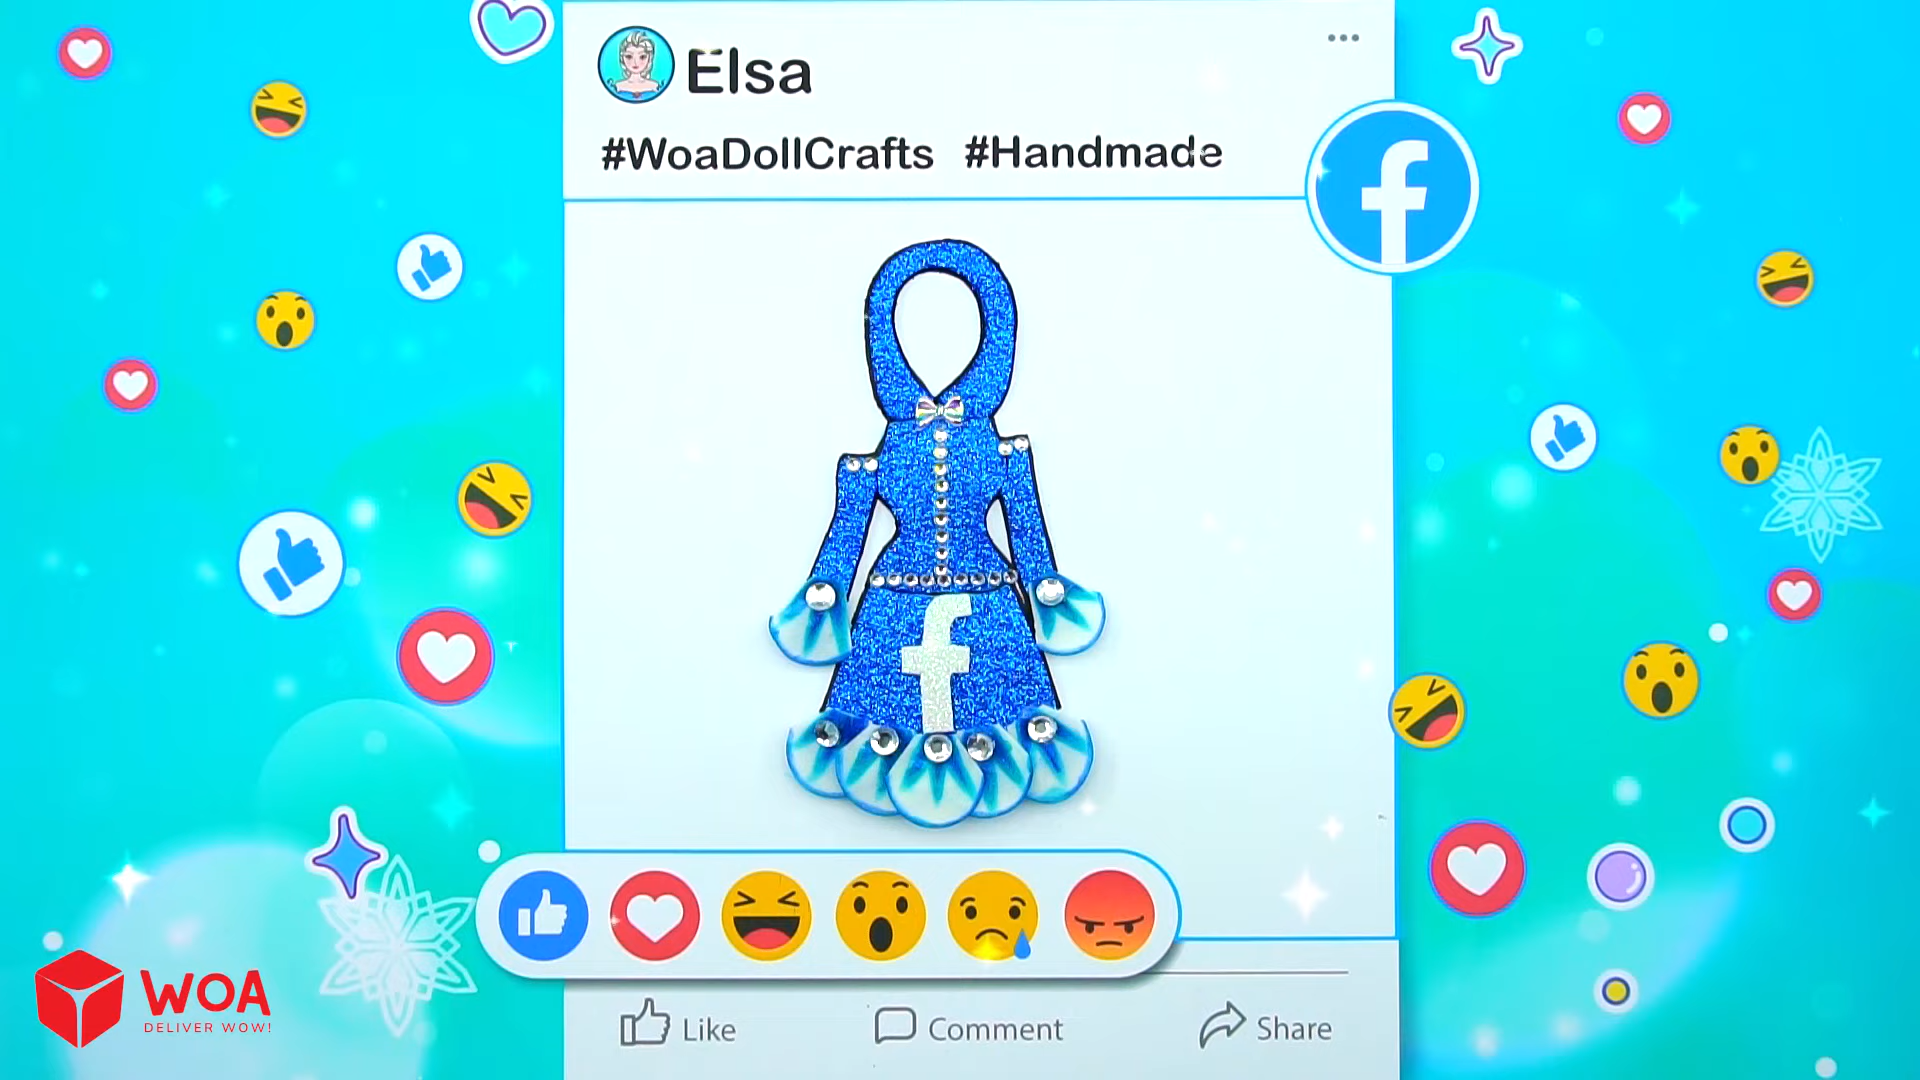 Elsa
#WoaDollCrafts #Handmade
f
f
WOA
DELIVER WOW!
Like Comment Share